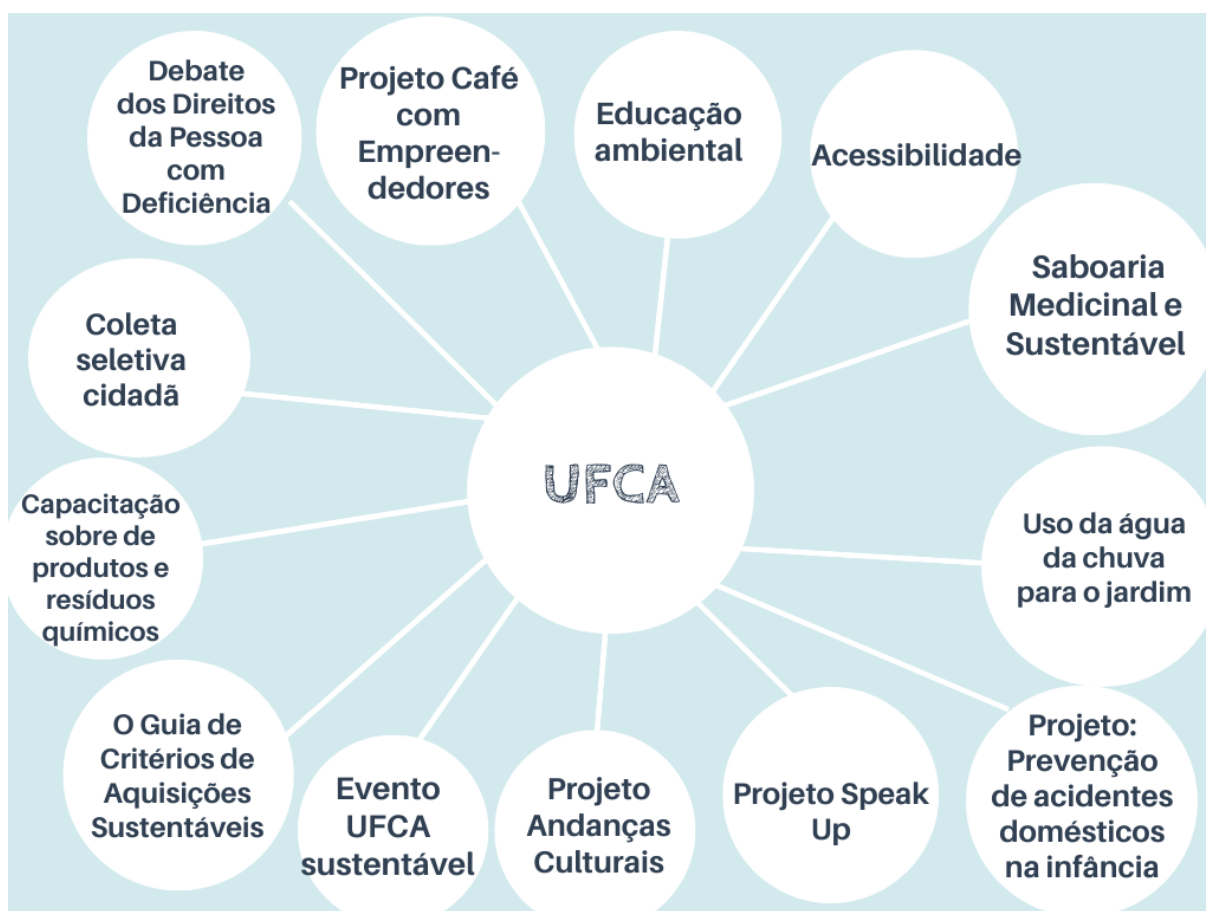 Debate
dos Direitos
da Pessoa
com
Deficiência
Projeto Café
com
Empreen-
dedores
Educação
ambiental
Acessibilidade
Saboaria
Medicinal e
Sustentável
Coleta
seletiva
cidadã
UFCA
Capacitação
sobre de
produtos e
resíduos
químicos
Uso da água
da chuva
para o jardim
O Guia de
Critérios de
Aquisições
Sustentáveis
Evento
UFCA
sustentável
Projeto
Andanças
Culturais
Projeto Speak
Up
Projeto:
Prevenção
de acidentes
domésticos
na infância